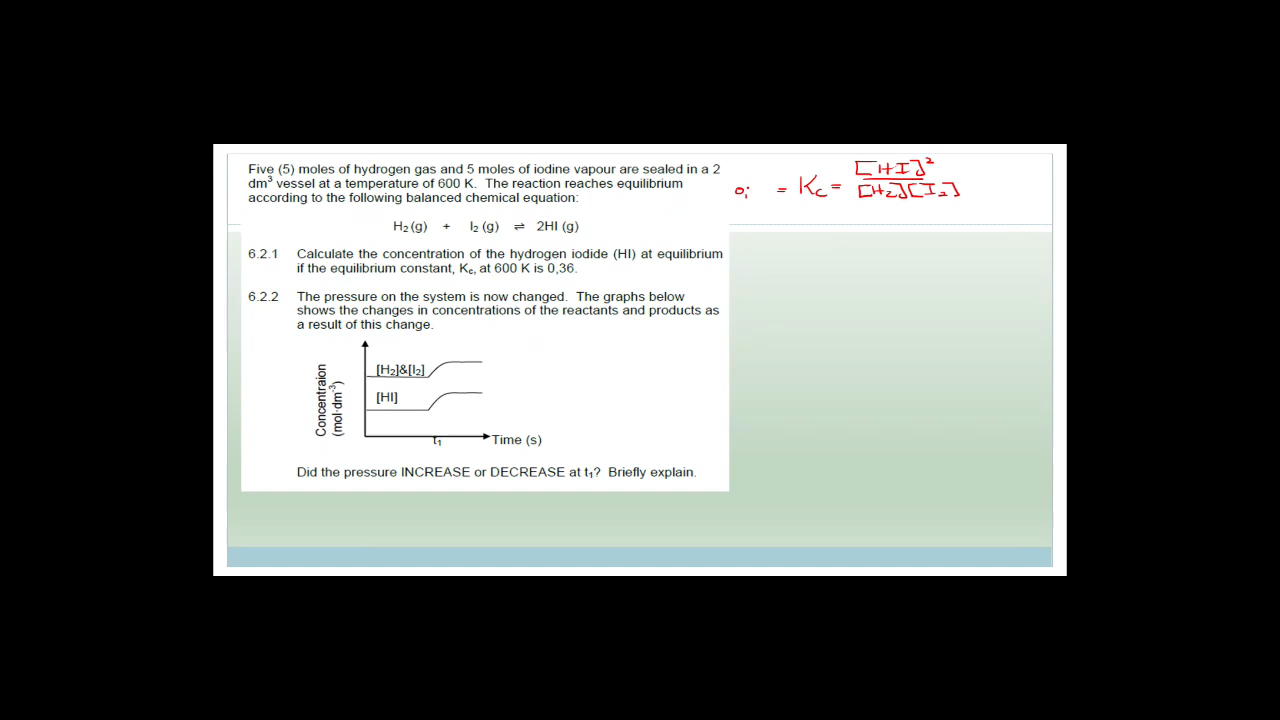 Five (5) moles of hydrogen gas and 5 moles of iodine vapour are sealed in a 2
dm³ vessel at a temperature of 600 K. The reaction reaches equilibrium
according to the following balanced chemical equation:
H₂ (g) + I₂ (g) ⇌ 2HI (g)
6.2.1 Calculate the concentration of the hydrogen iodide (HI) at equilibrium
if the equilibrium constant, Kc, at 600 K is 0,36.
6.2.2 The pressure on the system is now changed. The graphs below
shows the changes in concentrations of the reactants and products as
a result of this change.
Concentraion
(mol·dm⁻³)
[H₂]&[I₂]
[HI]
t₁
Time (s)
Did the pressure INCREASE or DECREASE at t₁? Briefly explain.
= Kc = [HI]²
[H₂][I₂]